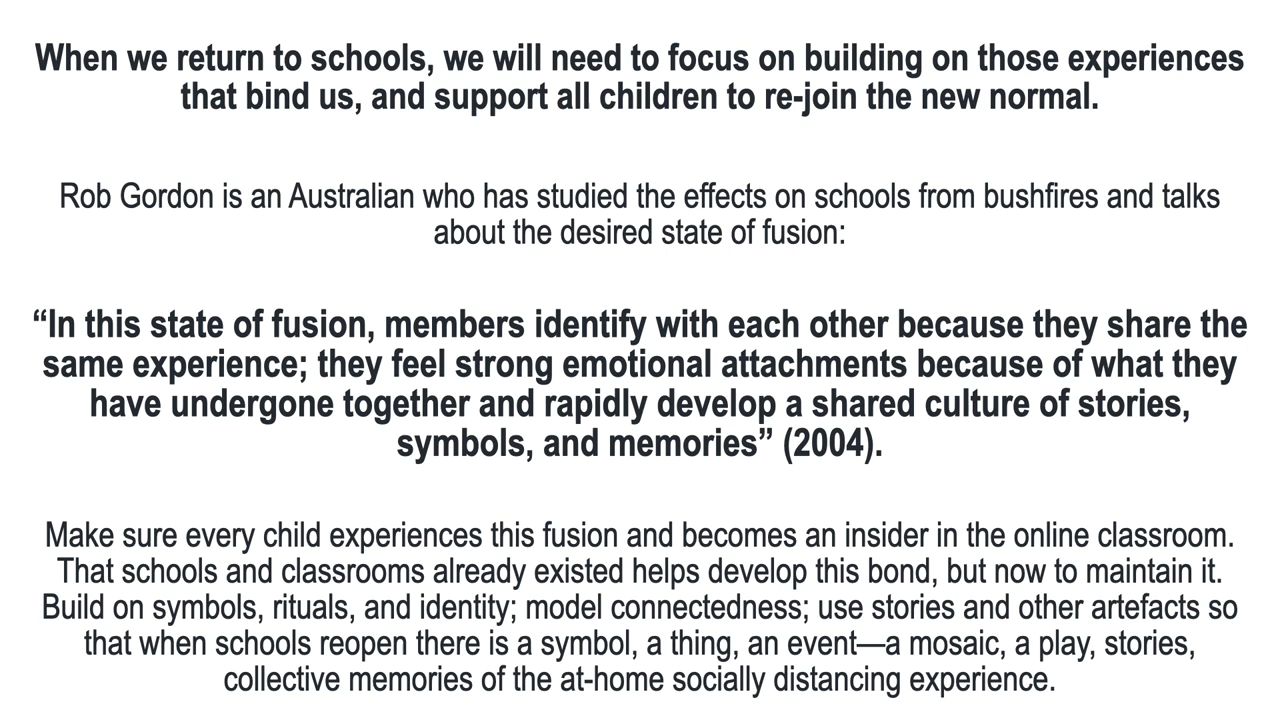 When we return to schools, we will need to focus on building on those experiences
that bind us, and support all children to re-join the new normal.
Rob Gordon is an Australian who has studied the effects on schools from bushfires and talks
about the desired state of fusion:
“In this state of fusion, members identify with each other because they share the
same experience; they feel strong emotional attachments because of what they
have undergone together and rapidly develop a shared culture of stories,
symbols, and memories” (2004).
Make sure every child experiences this fusion and becomes an insider in the online classroom.
That schools and classrooms already existed helps develop this bond, but now to maintain it.
Build on symbols, rituals, and identity; model connectedness; use stories and other artefacts so
that when schools reopen there is a symbol, a thing, an event—a mosaic, a play, stories,
collective memories of the at-home socially distancing experience.